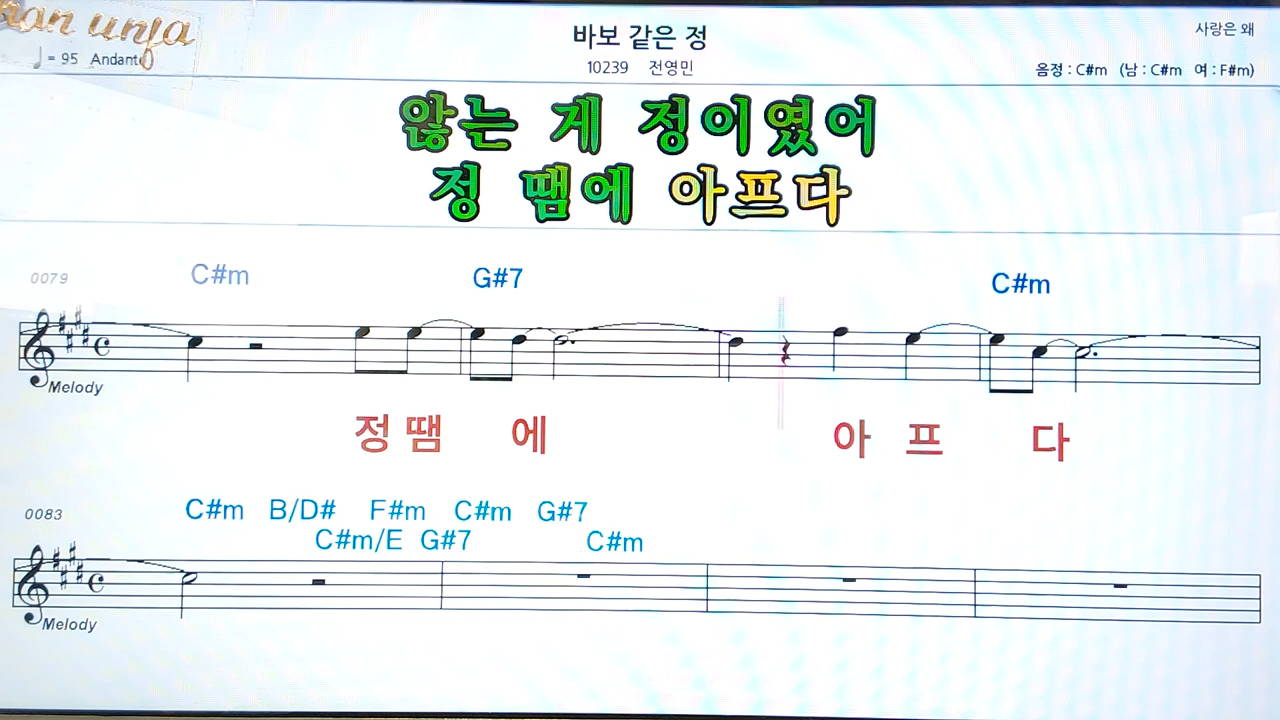 바보 같은 정
사랑은 왜
♩ = 95 Andant
10239 전영민
음정 : C#m (남 : C#m 여 : F#m)
않는 게 정이였어
정 땜에 아프다
0079 C#m G#7 C#m
Melody
정 땜 에 아 프 다
0083 C#m B/D# F#m C#m G#7
C#m/E G#7 C#m
Melody